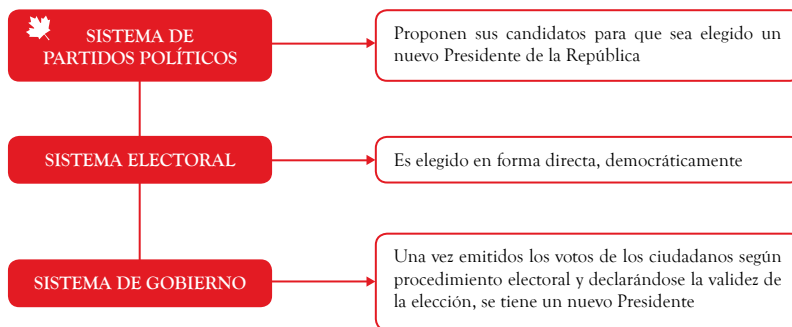 SISTEMA DE
PARTIDOS POLÍTICOS
Proponen sus candidatos para que sea elegido un
nuevo Presidente de la República
SISTEMA ELECTORAL
Es elegido en forma directa, democráticamente
SISTEMA DE GOBIERNO
Una vez emitidos los votos de los ciudadanos según
procedimiento electoral y declarándose la validez de
la elección, se tiene un nuevo Presidente